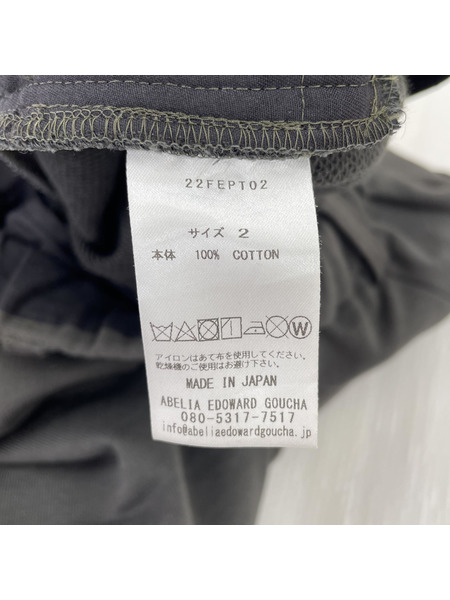 22FEPT02
サイズ 2
本体 100% COTTON
W
アイロンはあて布を使用してください。
乾燥機のご使用はお避け下さい。
MADE IN JAPAN
ABELIA EDOWARD GOUCHA
080-5317-7517
info@abeliaedowardgoucha.jp